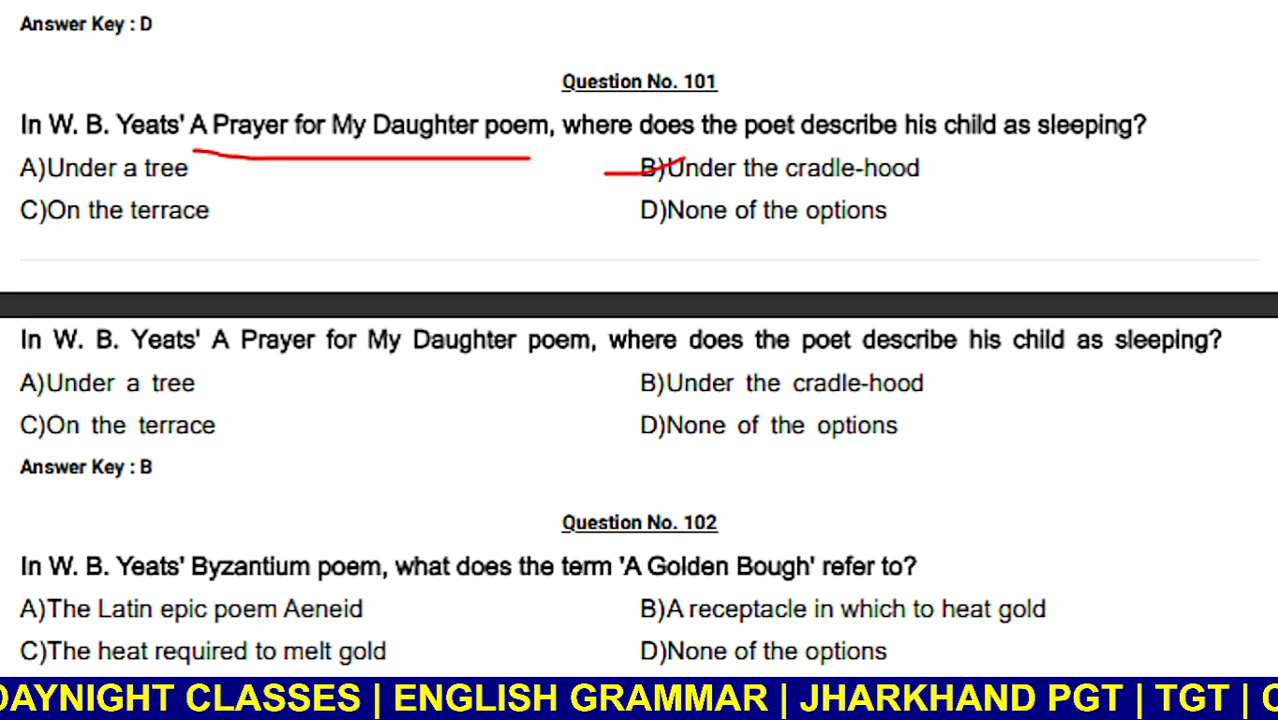 Answer Key : D
Question No. 101
In W. B. Yeats' A Prayer for My Daughter poem, where does the poet describe his child as sleeping?
A)Under a tree B)Under the cradle-hood
C)On the terrace D)None of the options
In W. B. Yeats' A Prayer for My Daughter poem, where does the poet describe his child as sleeping?
A)Under a tree B)Under the cradle-hood
C)On the terrace D)None of the options
Answer Key : B
Question No. 102
In W. B. Yeats' Byzantium poem, what does the term 'A Golden Bough' refer to?
A)The Latin epic poem Aeneid B)A receptacle in which to heat gold
C)The heat required to melt gold D)None of the options
DAYNIGHT CLASSES | ENGLISH GRAMMAR | JHARKHAND PGT | TGT |